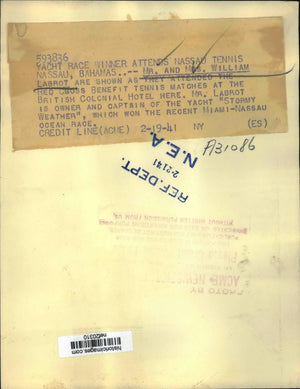 593836
YACHT RACE WINNER ATTENDS NASSAU TENNIS
NASSAU, BAHAMAS..-- MR. AND MRS. WILLIAM
LABROT ARE SHOWN AS THEY ATTENDED THE
RED CROSS BENEFIT TENNIS MATCHES AT THE
BRITISH COLONIAL HOTEL HERE. MR. LABROT
IS OWNER AND CAPTAIN OF THE YACHT "STORMY
WEATHER", WHICH WON THE RECENT MIAMI-NASSAU
OCEAN RACE.
CREDIT LINE (ACME) 2-19-41 NY (ES)
A31086
REF. DEPT.
2-21-41
N.E.A.
PHOTO BY
ACME
historicimages.com
ned20310